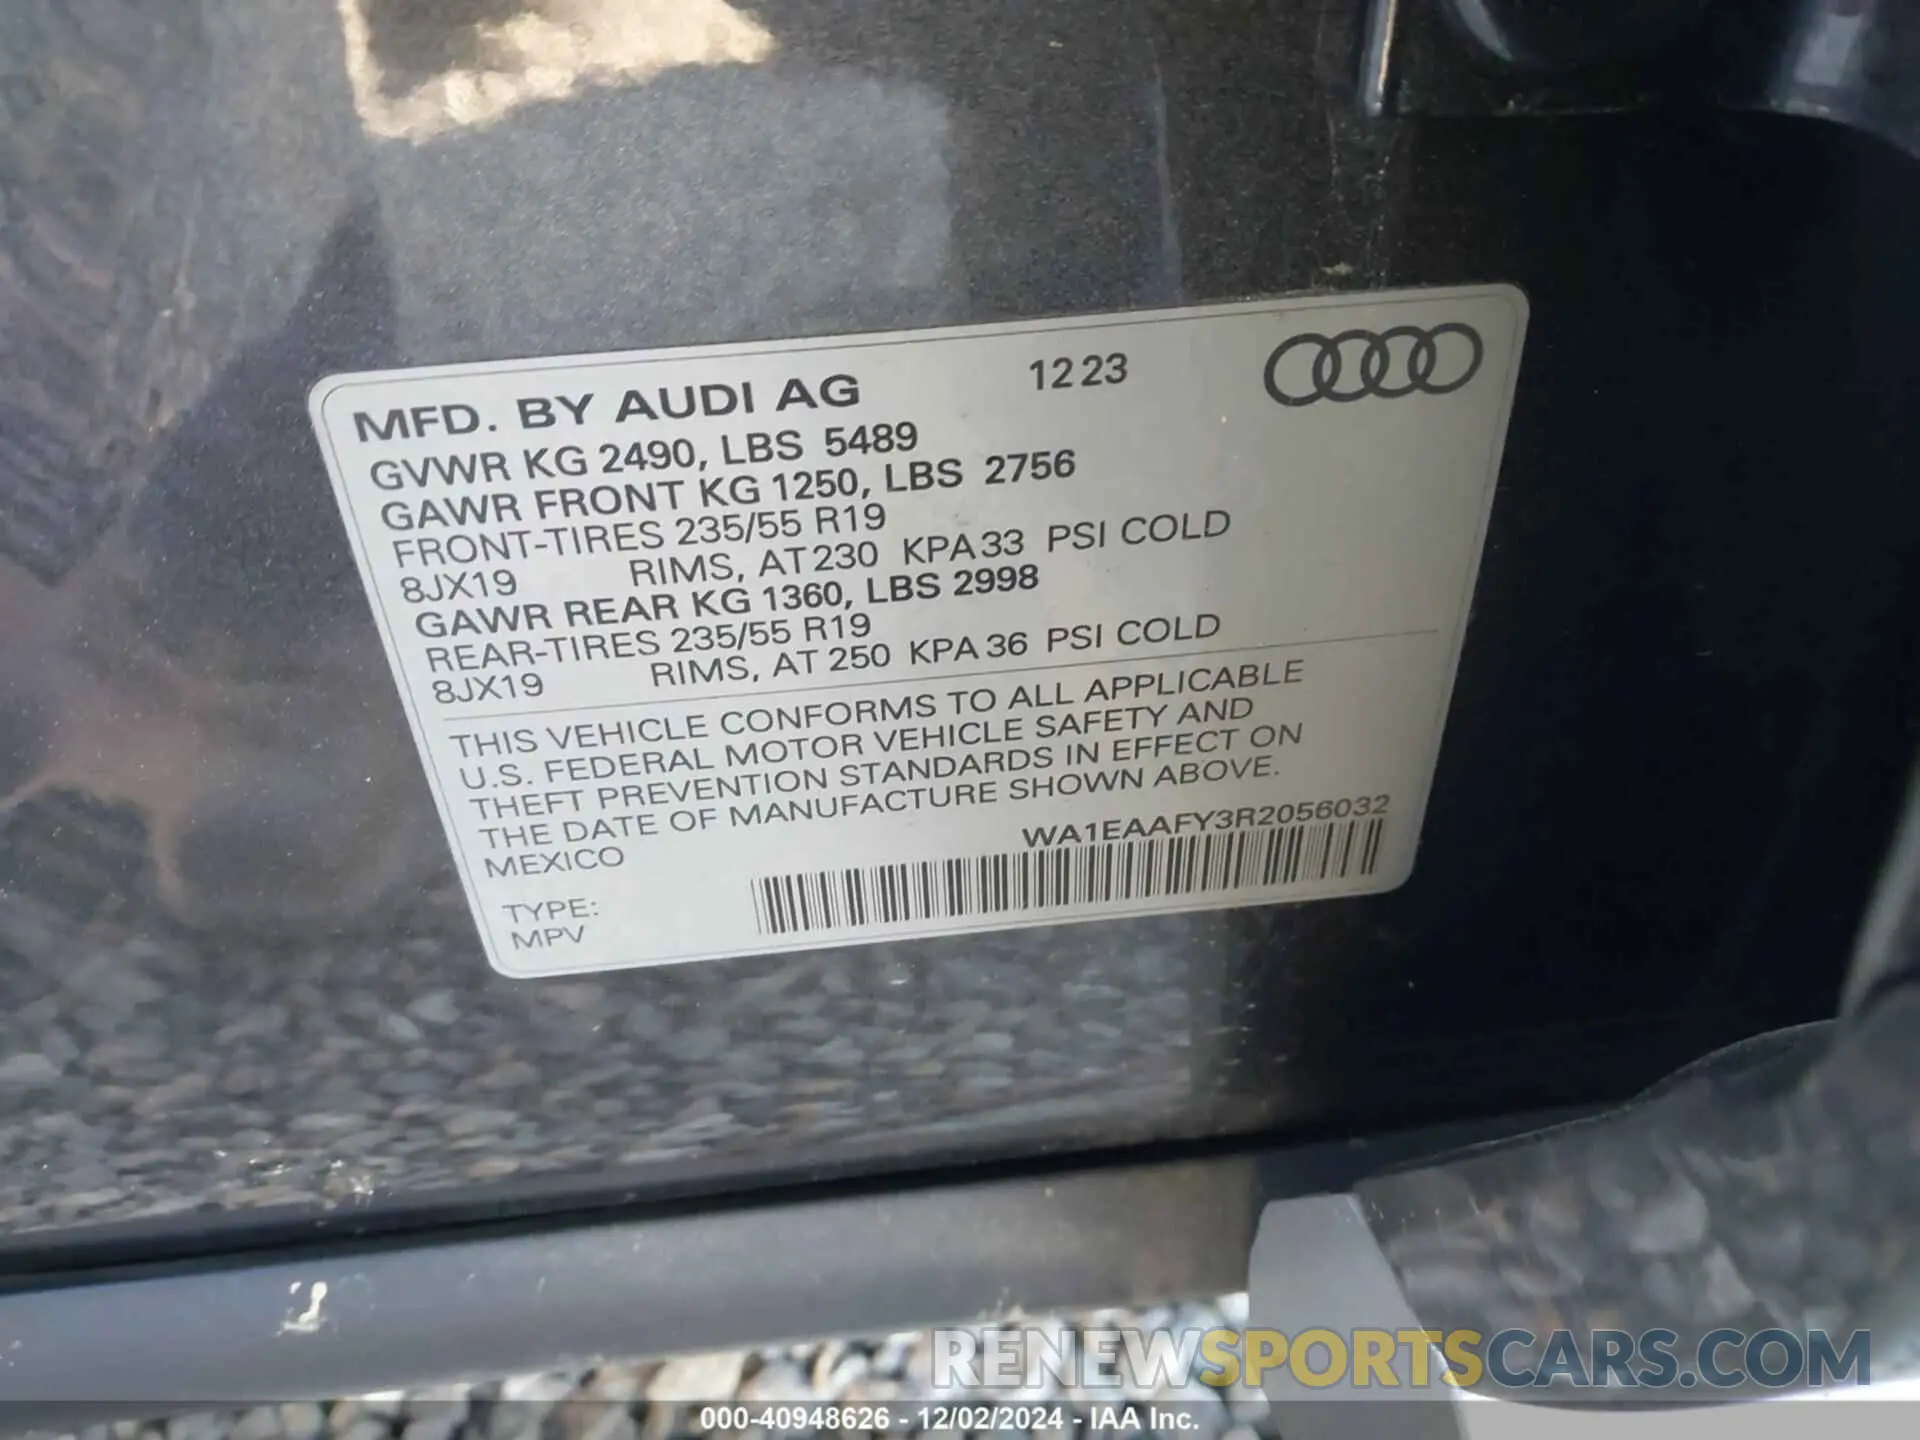 MFD. BY AUDI AG 12 23
GVWR KG 2490, LBS 5489
GAWR FRONT KG 1250, LBS 2756
FRONT-TIRES 235/55 R19
8JX19 RIMS, AT 230 KPA 33 PSI COLD
GAWR REAR KG 1360, LBS 2998
REAR-TIRES 235/55 R19
8JX19 RIMS, AT 250 KPA 36 PSI COLD
THIS VEHICLE CONFORMS TO ALL APPLICABLE
U.S. FEDERAL MOTOR VEHICLE SAFETY AND
THEFT PREVENTION STANDARDS IN EFFECT ON
THE DATE OF MANUFACTURE SHOWN ABOVE.
MEXICO WA1EAAFY3R2056032
TYPE:
MPV
RENEWSPORTSCARS.COM
000-40948626 - 12/02/2024 - IAA Inc.